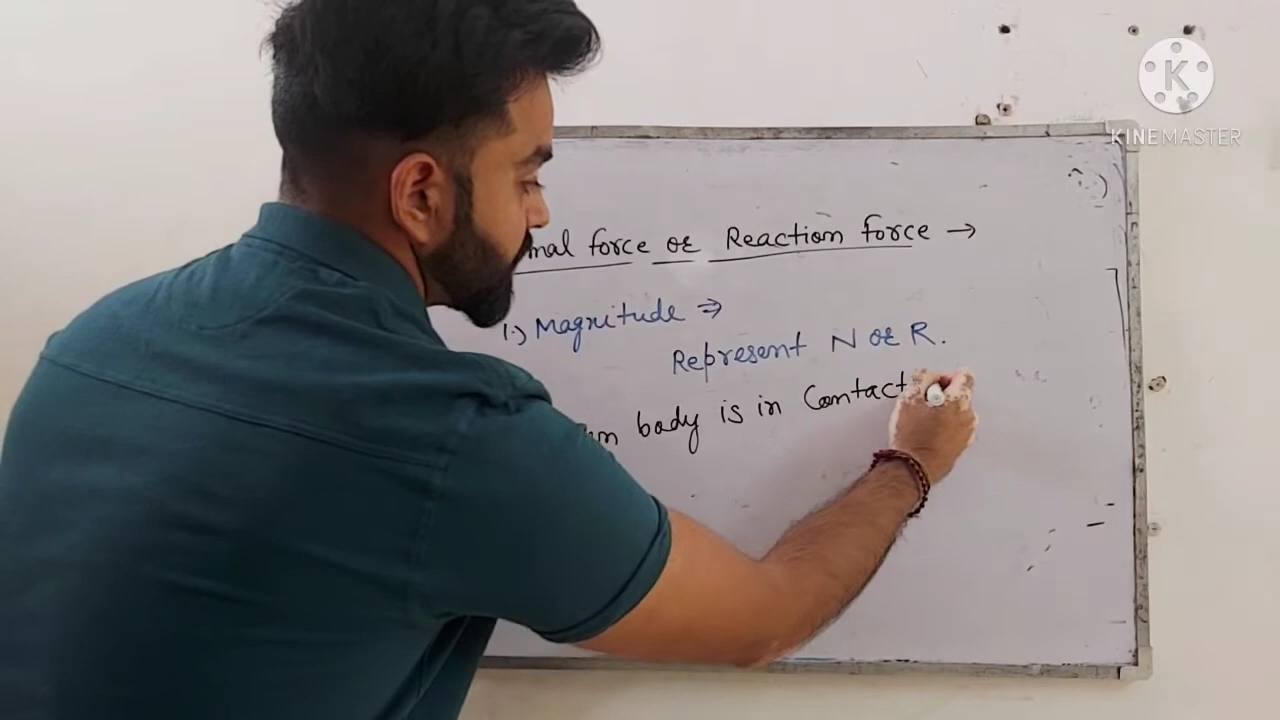 KINEMASTER
mal force or Reaction force →
1.) Magnitude ⇒
Represent N or R.
body is in Contact